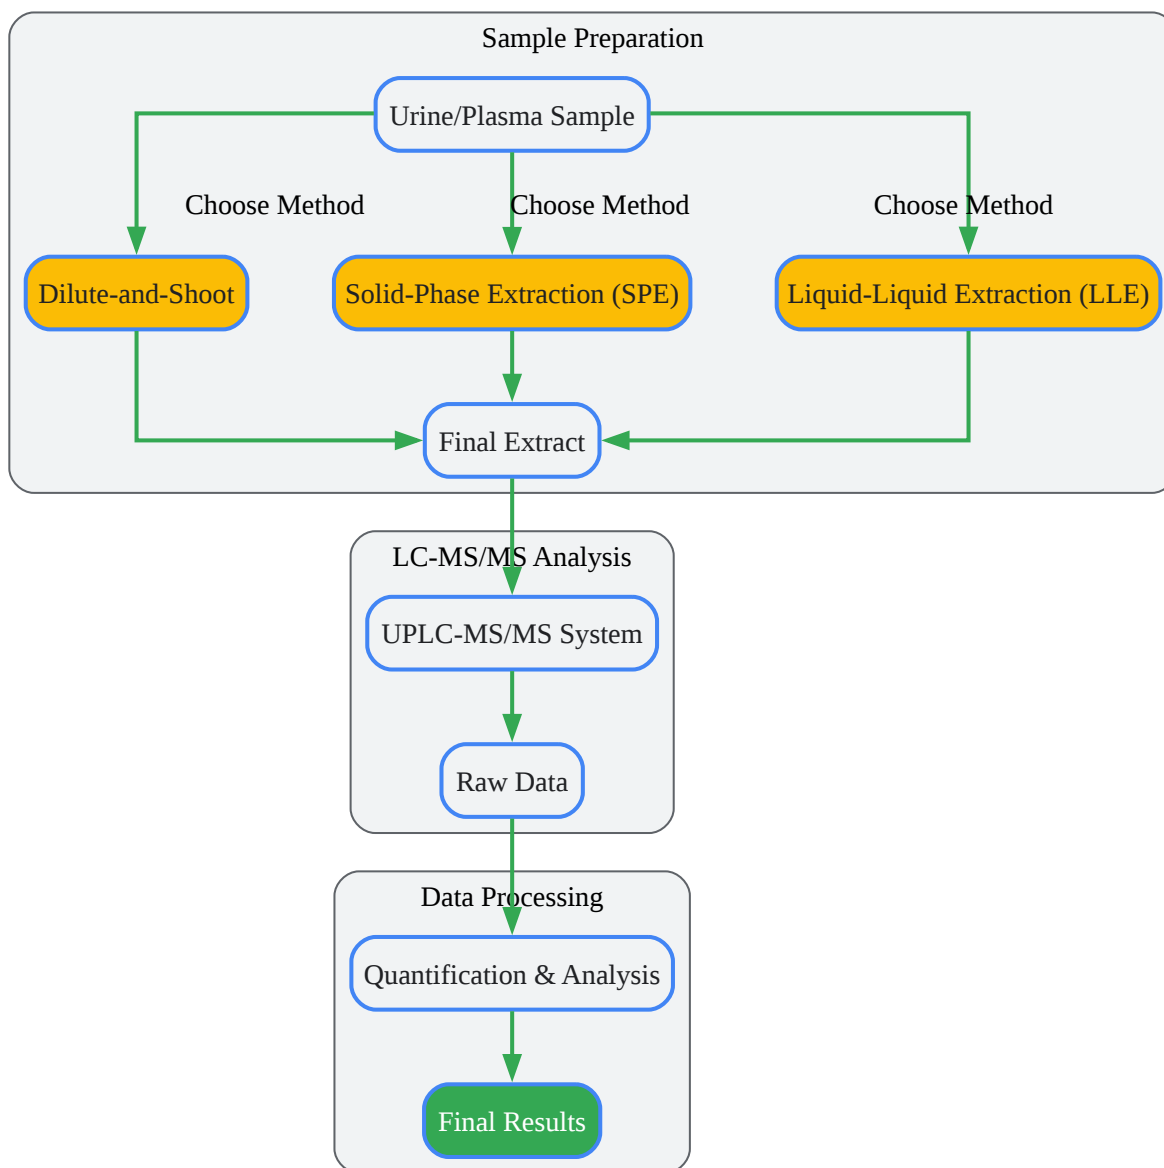 Sample Preparation
Urine/Plasma Sample
Choose Method
Choose Method
Choose Method
Dilute-and-Shoot
Solid-Phase Extraction (SPE)
Liquid-Liquid Extraction (LLE)
Final Extract
LC-MS/MS Analysis
UPLC-MS/MS System
Raw Data
Data Processing
Quantification & Analysis
Final Results